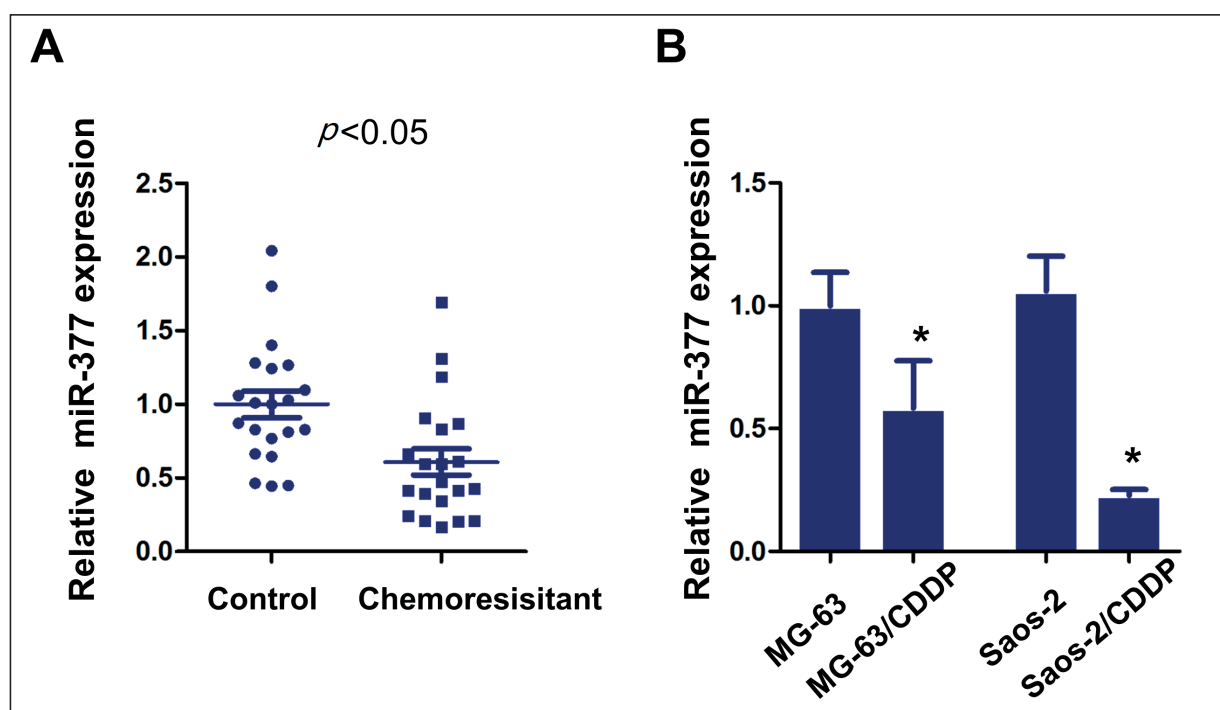 A
Relative miR-377 expression
p<0.05
2.5
2.0
1.5
1.0
0.5
0.0
Control
Chemoresisitant
B
Relative miR-377 expression
1.5
1.0
0.5
0.0
*
*
MG-63
MG-63/CDDP
Saos-2
Saos-2/CDDP